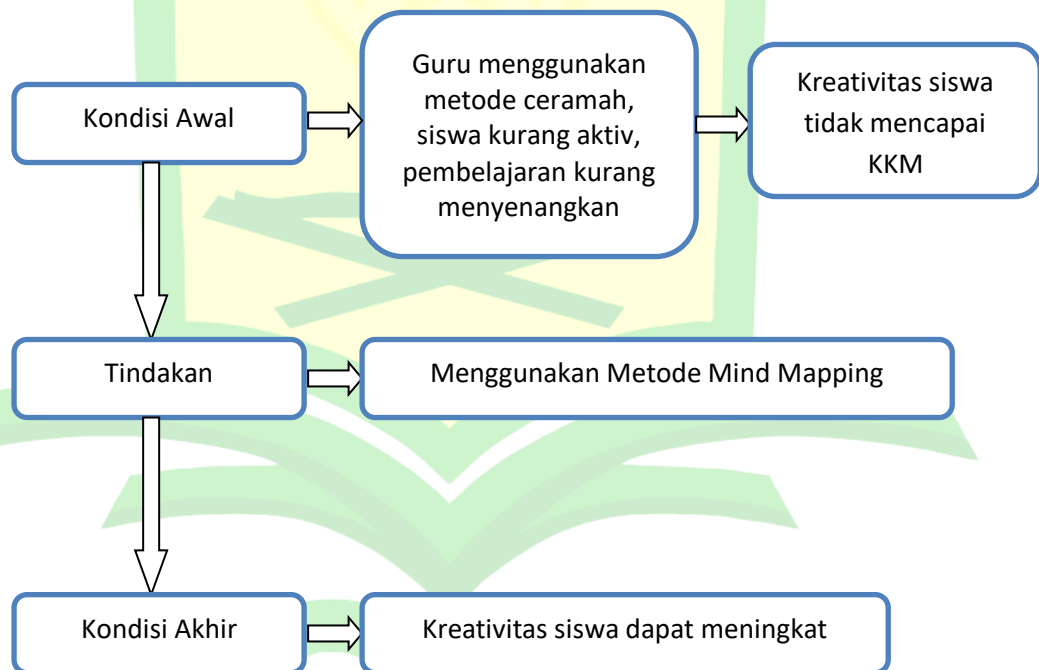 Kondisi Awal
Guru menggunakan
metode ceramah,
siswa kurang aktiv,
pembelajaran kurang
menyenangkan
Kreativitas siswa
tidak mencapai
KKM
Tindakan
Menggunakan Metode Mind Mapping
Kondisi Akhir
Kreativitas siswa dapat meningkat